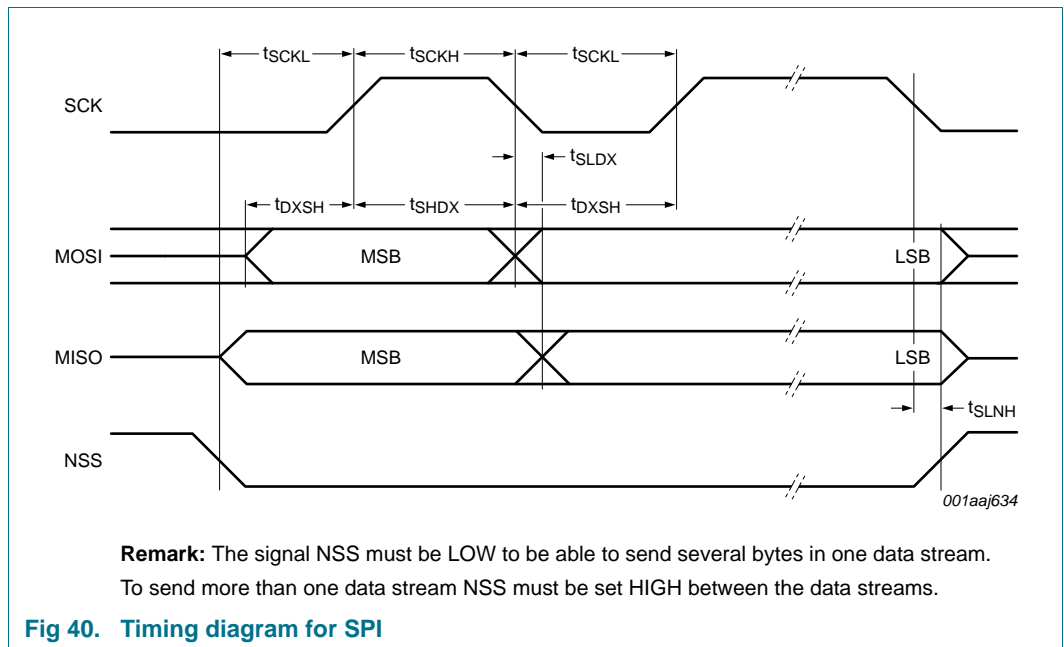 tSCKL tSCKH tSCKL
SCK
tSLDX
tDXSH tSHDX tDXSH
MOSI MSB LSB
MISO MSB LSB
tSLNH
NSS
001aaj634
Remark: The signal NSS must be LOW to be able to send several bytes in one data stream.
To send more than one data stream NSS must be set HIGH between the data streams.
Fig 40. Timing diagram for SPI